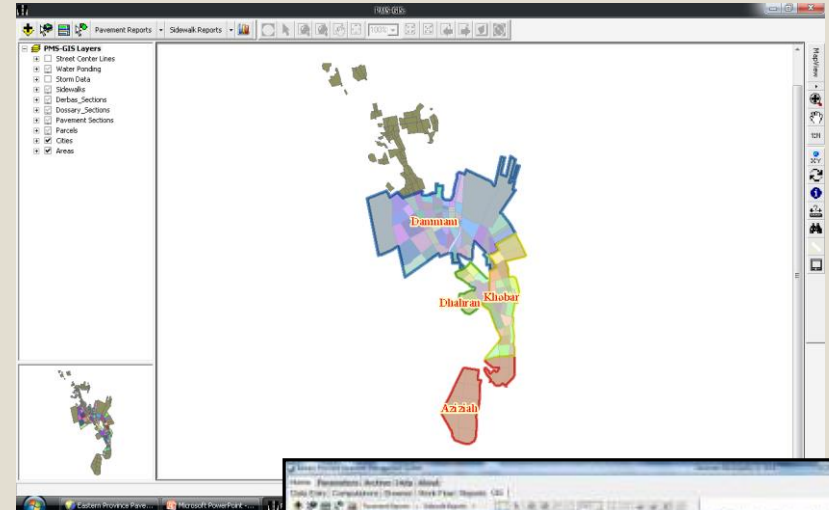 PMS-GIS
Pavement Reports
Sidewalk Reports
100%
PMS-GIS Layers
Street Center Lines
Water Ponding
Storm Data
Sidewalks
Derbas_Sections
Dossary_Sections
Pavement Sections
Parcels
Cities
Areas
MapView
XY
Dammam
Dhahran
Khobar
Aziziah
Eastern Province Pave...
Microsoft PowerPoint -...
Home Parameters Archive Help About
Data Entry Computations Browse Work Flow Reports GIS
Pavement Reports
Sidewalk Reports